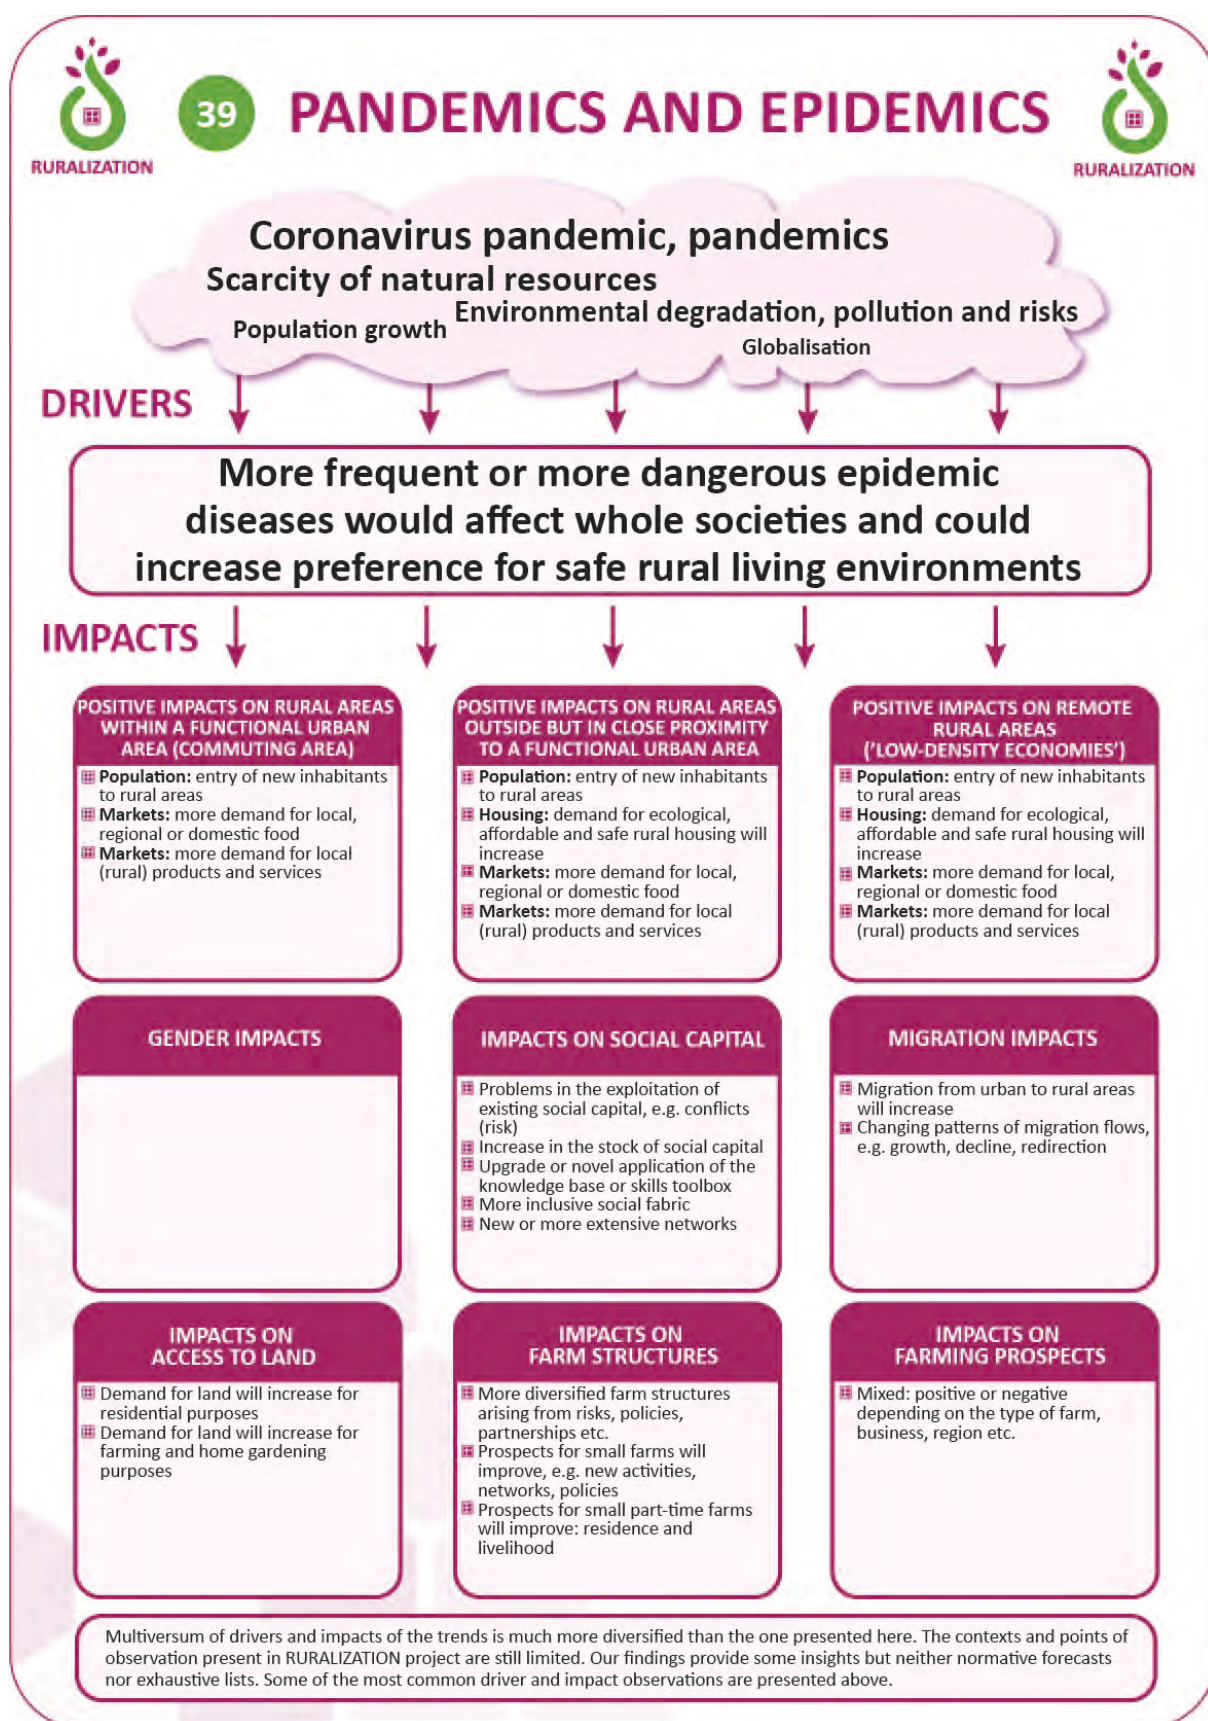 39 PANDEMICS AND EPIDEMICS
RURALIZATION
RURALIZATION
Coronavirus pandemic, pandemics
Scarcity of natural resources
Environmental degradation, pollution and risks
Population growth
Globalisation
DRIVERS
More frequent or more dangerous epidemic
diseases would affect whole societies and could
increase preference for safe rural living environments
IMPACTS
POSITIVE IMPACTS ON RURAL AREAS
WITHIN A FUNCTIONAL URBAN
AREA (COMMUTING AREA)
Population: entry of new inhabitants
to rural areas
Markets: more demand for local,
regional or domestic food
Markets: more demand for local
(rural) products and services
POSITIVE IMPACTS ON RURAL AREAS
OUTSIDE BUT IN CLOSE PROXIMITY
TO A FUNCTIONAL URBAN AREA
Population: entry of new inhabitants
to rural areas
Housing: demand for ecological,
affordable and safe rural housing will
increase
Markets: more demand for local,
regional or domestic food
Markets: more demand for local
(rural) products and services
POSITIVE IMPACTS ON REMOTE
RURAL AREAS
('LOW-DENSITY ECONOMIES')
Population: entry of new inhabitants
to rural areas
Housing: demand for ecological,
affordable and safe rural housing will
increase
Markets: more demand for local,
regional or domestic food
Markets: more demand for local
(rural) products and services
GENDER IMPACTS
IMPACTS ON SOCIAL CAPITAL
Problems in the exploitation of
existing social capital, e.g. conflicts
(risk)
Increase in the stock of social capital
Upgrade or novel application of the
knowledge base or skills toolbox
More inclusive social fabric
New or more extensive networks
MIGRATION IMPACTS
Migration from urban to rural areas
will increase
Changing patterns of migration flows,
e.g. growth, decline, redirection
IMPACTS ON
ACCESS TO LAND
Demand for land will increase for
residential purposes
Demand for land will increase for
farming and home gardening
purposes
IMPACTS ON
FARM STRUCTURES
More diversified farm structures
arising from risks, policies,
partnerships etc.
Prospects for small farms will
improve, e.g. new activities,
networks, policies
Prospects for small part-time farms
will improve: residence and
livelihood
IMPACTS ON
FARMING PROSPECTS
Mixed: positive or negative
depending on the type of farm,
business, region etc.
Multiversum of drivers and impacts of the trends is much more diversified than the one presented here. The contexts and points of
observation present in RURALIZATION project are still limited. Our findings provide some insights but neither normative forecasts
nor exhaustive lists. Some of the most common driver and impact observations are presented above.